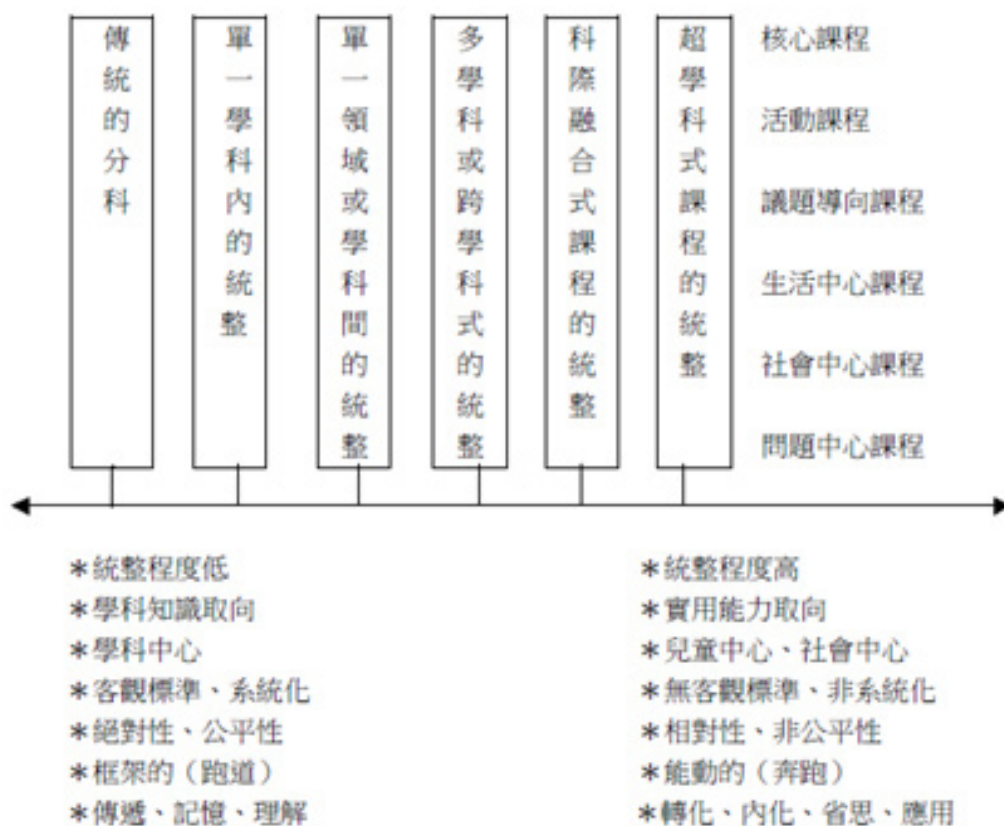 傳統的分科
單一學科內的統整
單一領域或學科間的統整
多學科或跨學科式的統整
科際融合式課程的統整
超學科式課程的統整
核心課程
活動課程
議題導向課程
生活中心課程
社會中心課程
問題中心課程
＊統整程度低
＊學科知識取向
＊學科中心
＊客觀標準、系統化
＊絕對性、公平性
＊框架的（跑道）
＊傳遞、記憶、理解
＊統整程度高
＊實用能力取向
＊兒童中心、社會中心
＊無客觀標準、非系統化
＊相對性、非公平性
＊能動的（奔跑）
＊轉化、內化、省思、應用